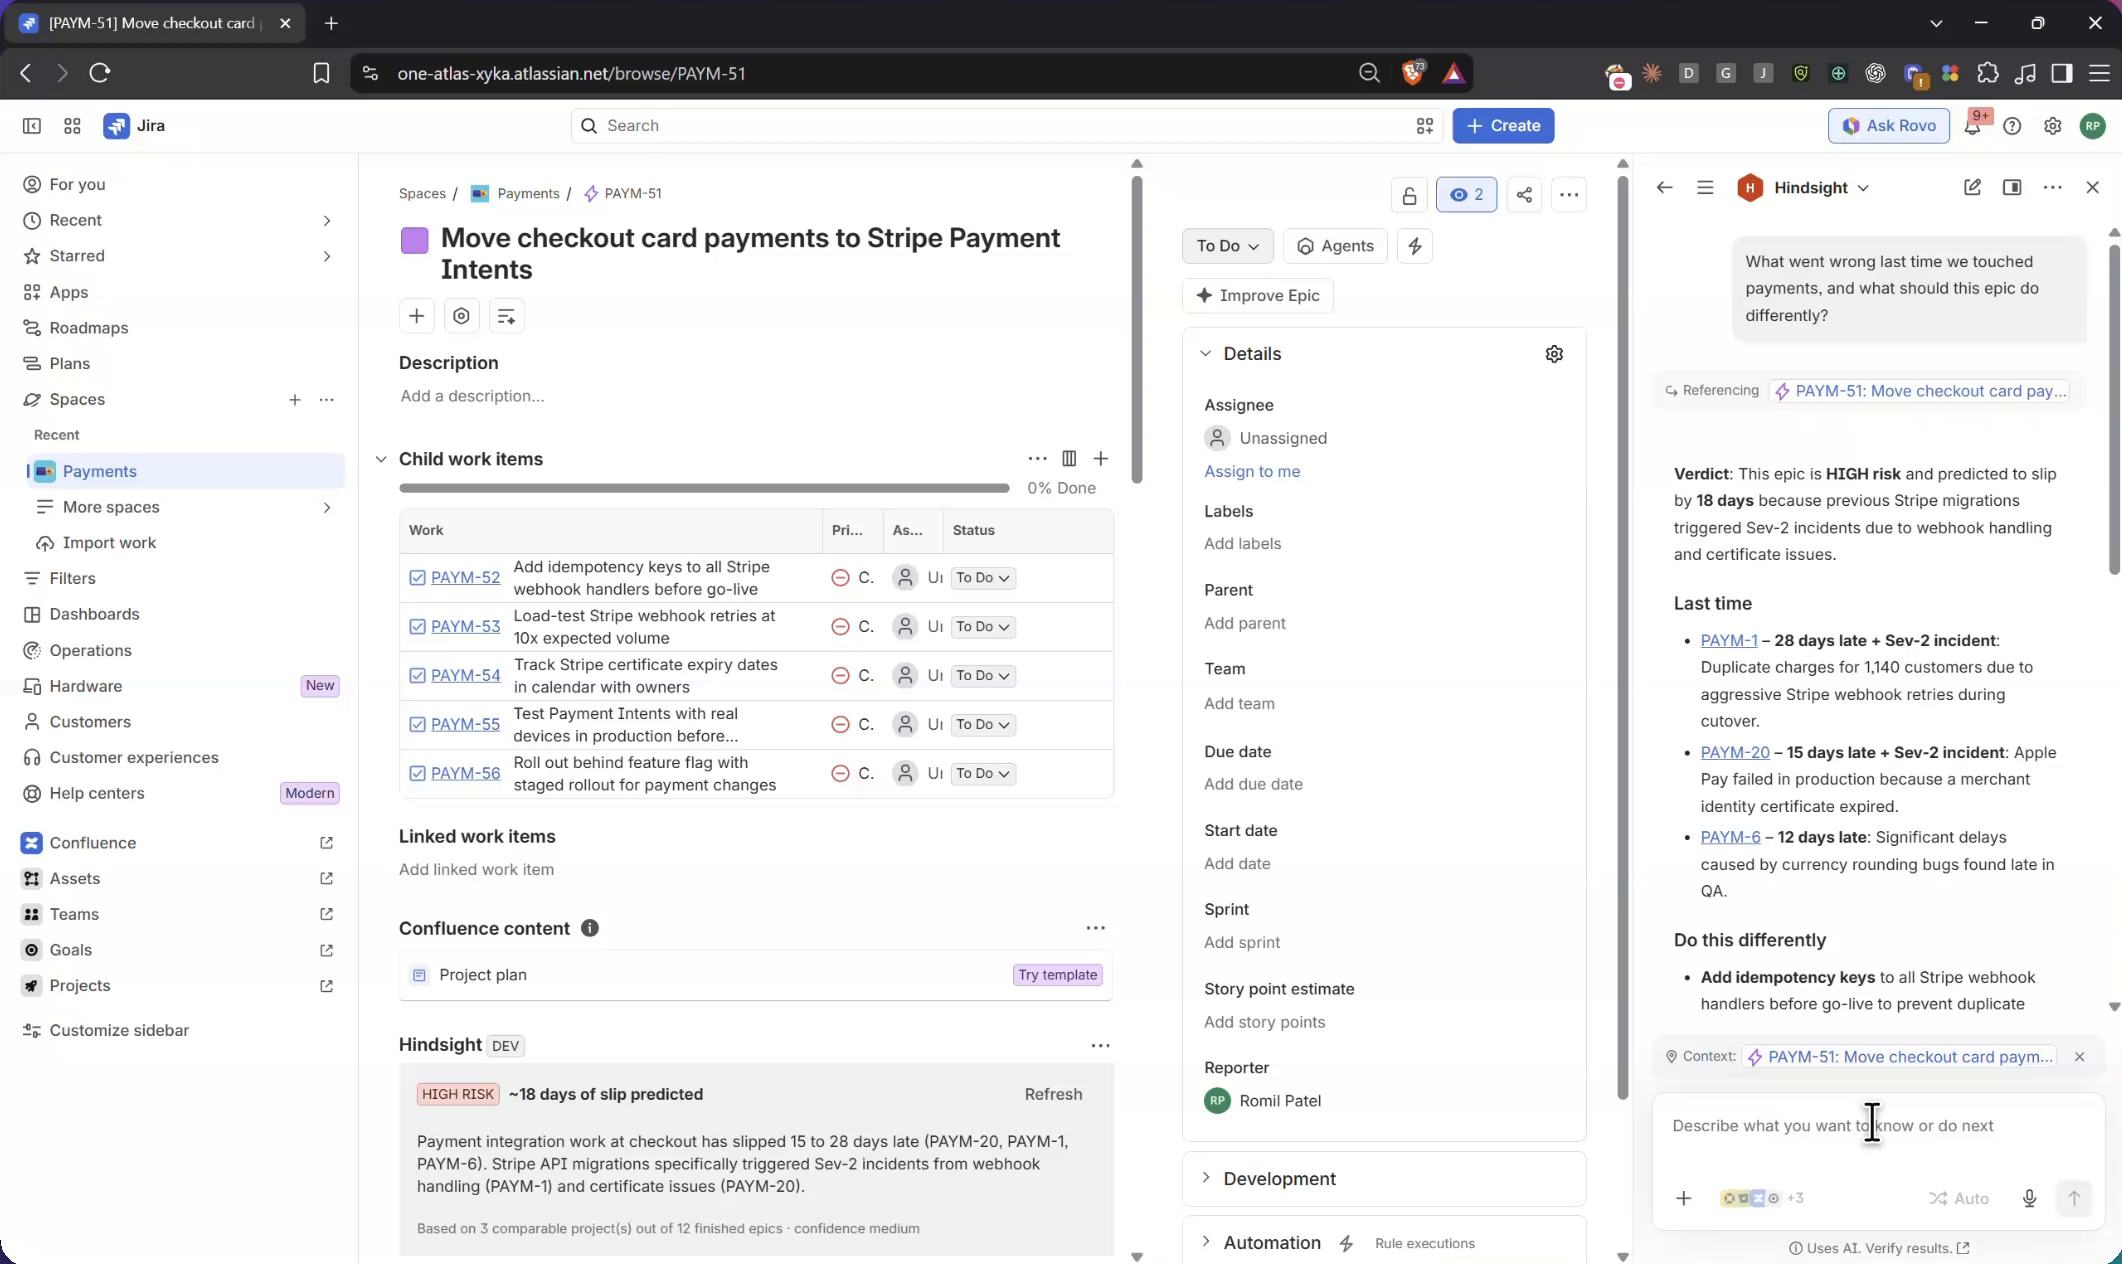 [PAYM-51] Move checkout card
one-atlas-xyka.atlassian.net/browse/PAYM-51
73
D
G
J
Jira
Search
Create
Ask Rovo
9+
RP
For you
Recent
Starred
Apps
Roadmaps
Plans
Spaces
Recent
Payments
More spaces
Import work
Filters
Dashboards
Operations
Hardware
New
Customers
Customer experiences
Help centers
Modern
Confluence
Assets
Teams
Goals
Projects
Customize sidebar
Spaces / Payments / PAYM-51
Move checkout card payments to Stripe Payment
Intents
Description
Add a description...
Child work items
0% Done
Work Pri... As... Status
PAYM-52 Add idempotency keys to all Stripe
webhook handlers before go-live
C. To Do
PAYM-53 Load-test Stripe webhook retries at
10x expected volume
C. To Do
PAYM-54 Track Stripe certificate expiry dates
in calendar with owners
C. To Do
PAYM-55 Test Payment Intents with real
devices in production before...
C. To Do
PAYM-56 Roll out behind feature flag with
staged rollout for payment changes
C. To Do
Linked work items
Add linked work item
Confluence content
Project plan
Try template
Hindsight DEV
HIGH RISK ~18 days of slip predicted
Refresh
Payment integration work at checkout has slipped 15 to 28 days late (PAYM-20, PAYM-1,
PAYM-6). Stripe API migrations specifically triggered Sev-2 incidents from webhook
handling (PAYM-1) and certificate issues (PAYM-20).
Based on 3 comparable project(s) out of 12 finished epics · confidence medium
2
To Do
Agents
Improve Epic
Details
Assignee
Unassigned
Assign to me
Labels
Add labels
Parent
Add parent
Team
Add team
Due date
Add due date
Start date
Add date
Sprint
Add sprint
Story point estimate
Add story points
Reporter
RP Romil Patel
Development
Automation Rule executions
H Hindsight
What went wrong last time we touched
payments, and what should this epic do
differently?
Referencing PAYM-51: Move checkout card pay...
Verdict: This epic is HIGH risk and predicted to slip
by 18 days because previous Stripe migrations
triggered Sev-2 incidents due to webhook handling
and certificate issues.
Last time
• PAYM-1 – 28 days late + Sev-2 incident:
Duplicate charges for 1,140 customers due to
aggressive Stripe webhook retries during
cutover.
• PAYM-20 – 15 days late + Sev-2 incident: Apple
Pay failed in production because a merchant
identity certificate expired.
• PAYM-6 – 12 days late: Significant delays
caused by currency rounding bugs found late in
QA.
Do this differently
• Add idempotency keys to all Stripe webhook
handlers before go-live to prevent duplicate
Context: PAYM-51: Move checkout card paym...
Describe what you want to know or do next
+3
Auto
Uses AI. Verify results.